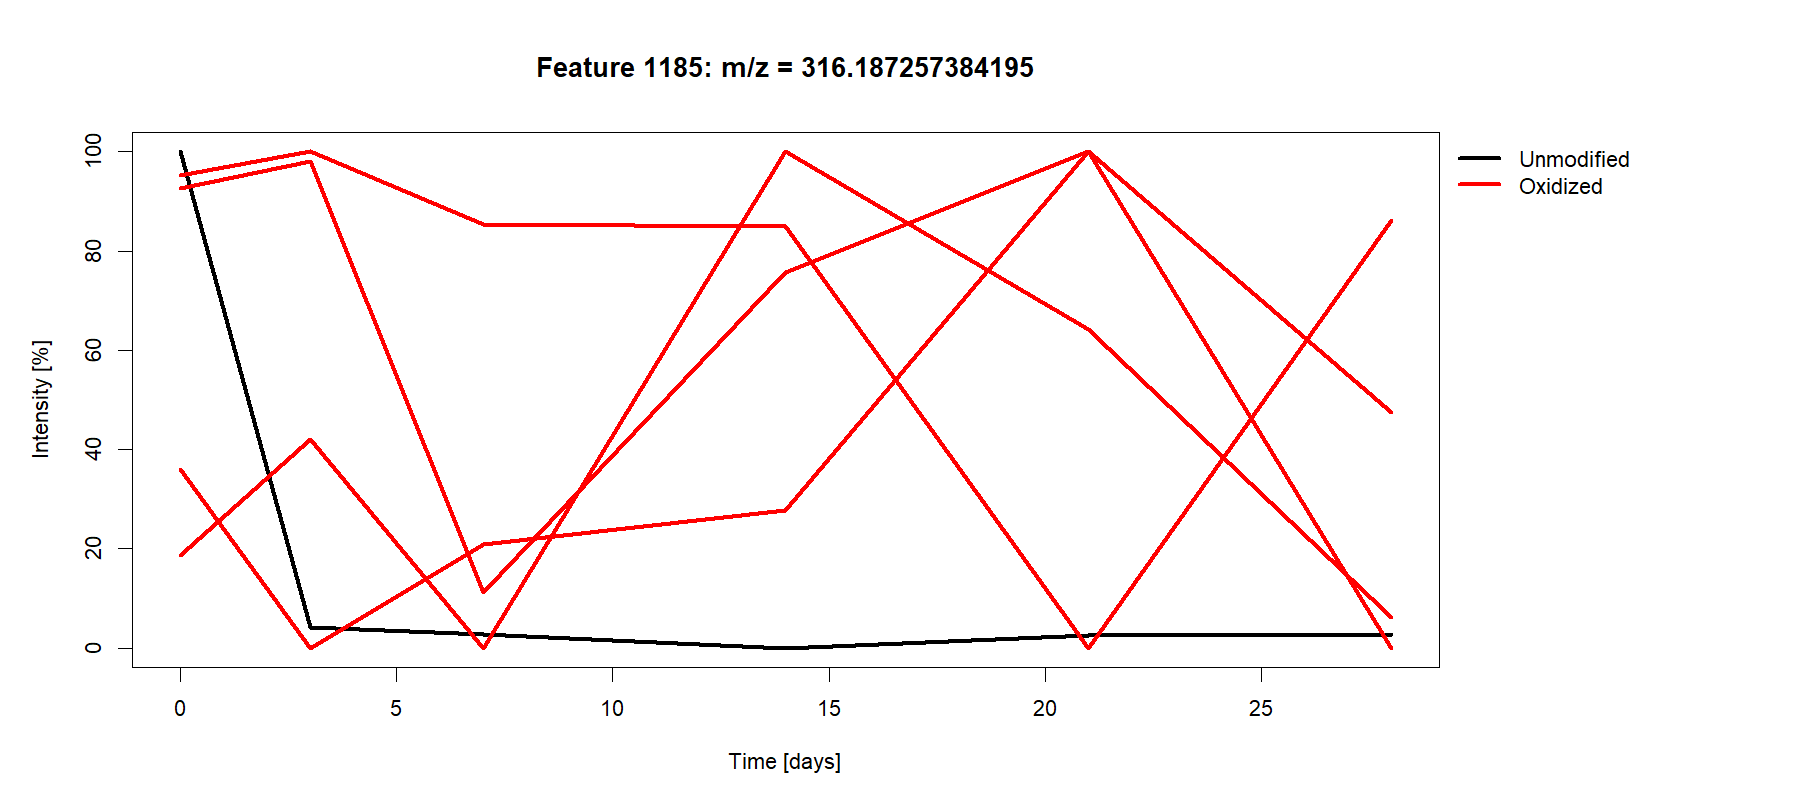 Feature 1185: m/z = 316.187257384195
Unmodified
Oxidized
Intensity [%]
100
80
60
40
20
0
0 5 10 15 20 25
Time [days]